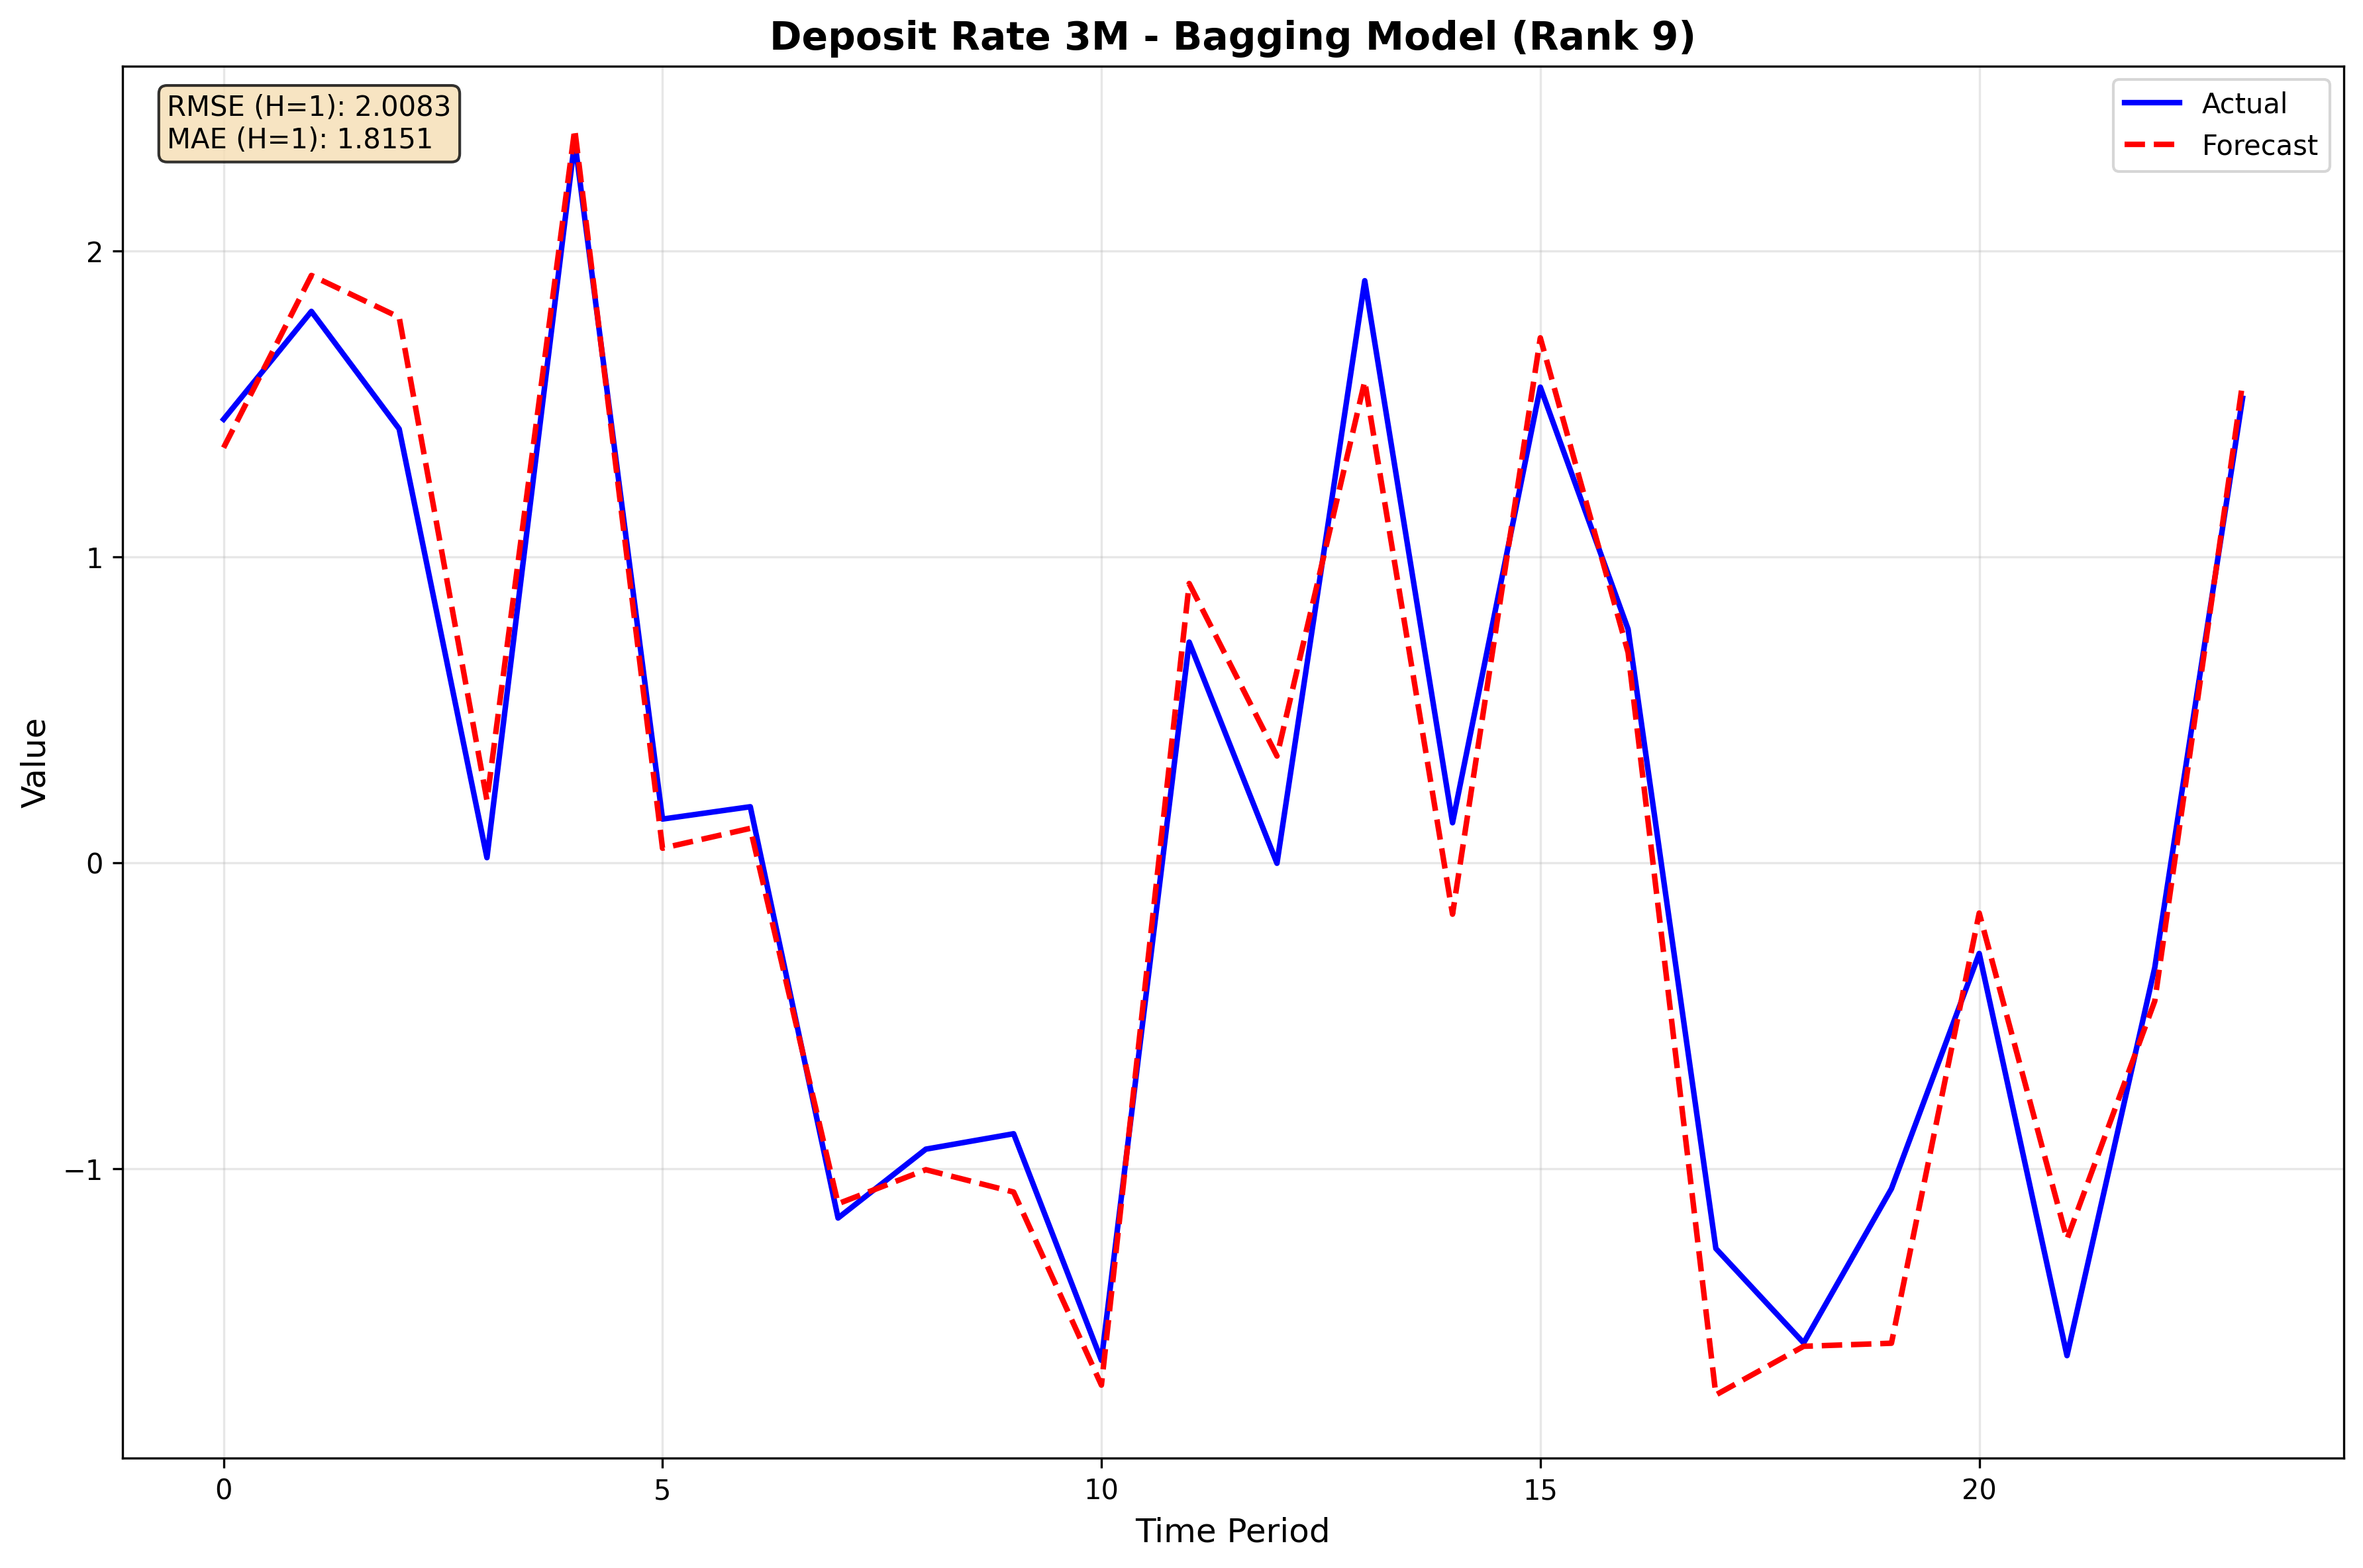 Deposit Rate 3M - Bagging Model (Rank 9)
RMSE (H=1): 2.0083
MAE (H=1): 1.8151
Actual
Forecast
2
1
0
−1
Value
0
5
10
15
20
Time Period